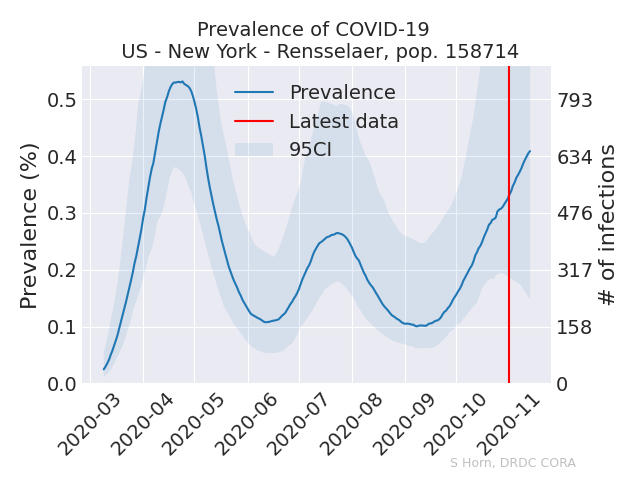 Prevalence of COVID-19
US - New York - Rensselaer, pop. 158714
Prevalence
Latest data
95CI
Prevalence (%)
0.5
0.4
0.3
0.2
0.1
0.0
793
634
476
317
158
0
# of infections
2020-03
2020-04
2020-05
2020-06
2020-07
2020-08
2020-09
2020-10
2020-11
S Horn, DRDC CORA